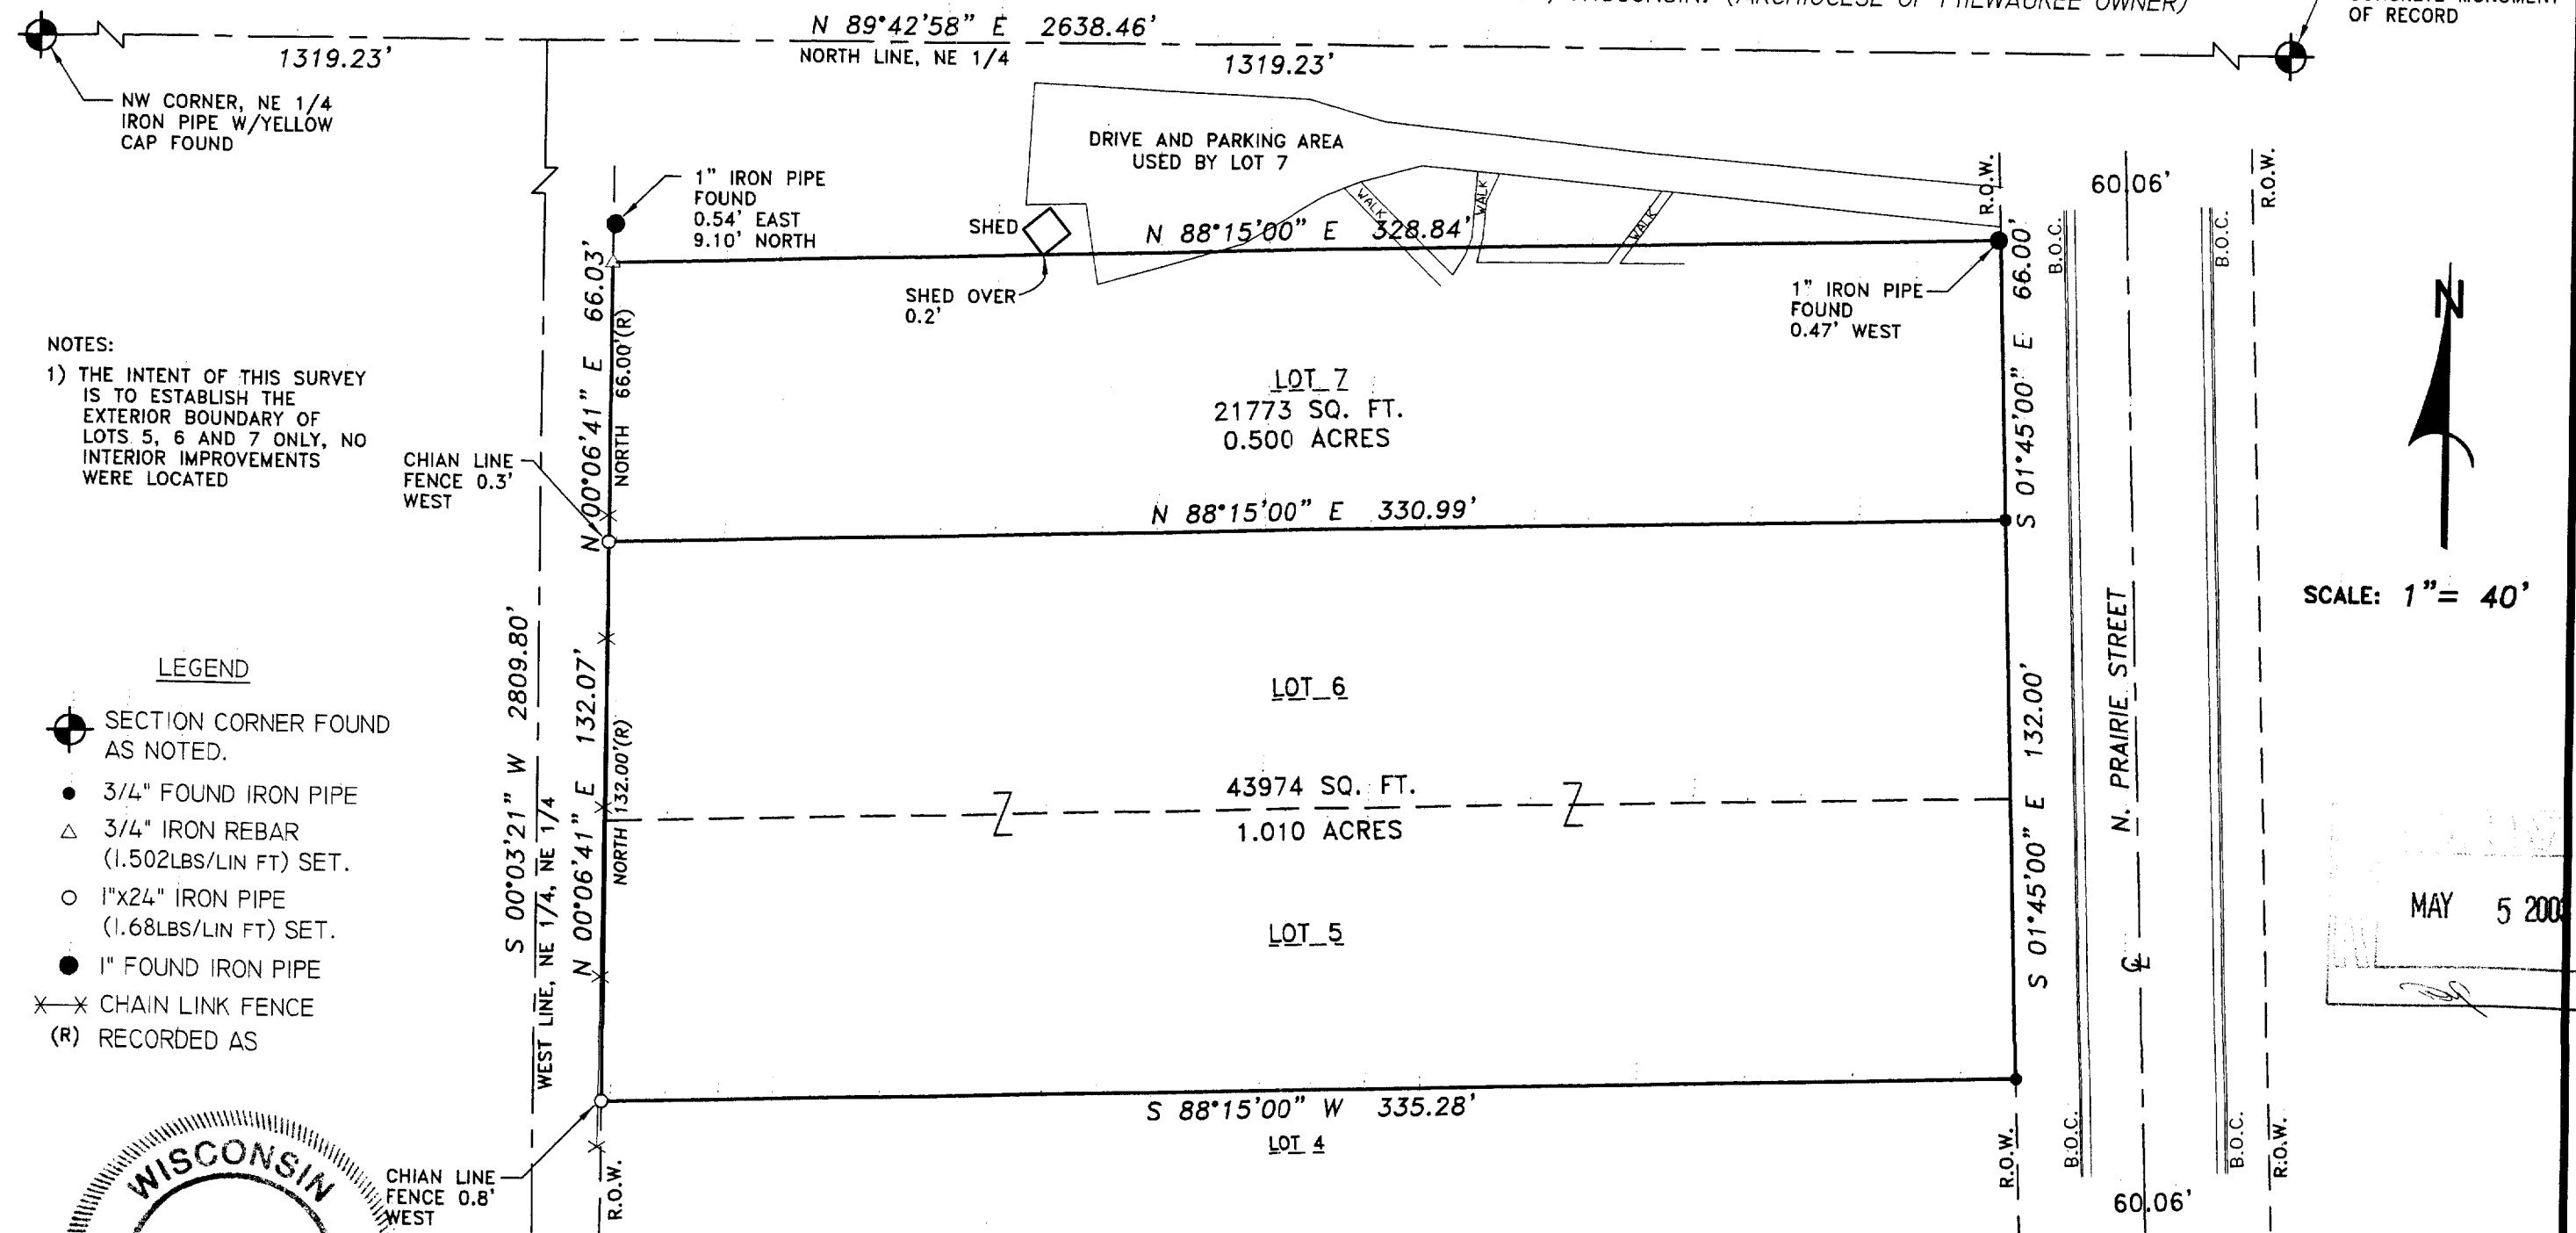 N 89°42'58" E 2638.46'
NORTH LINE, NE 1/4
1319.23'
1319.23'
WISCONSIN. (ARCHIOCESE OF MILWAUKEE OWNER)
CONCRETE MONUMENT
OF RECORD
NW CORNER, NE 1/4
IRON PIPE W/YELLOW
CAP FOUND
DRIVE AND PARKING AREA
USED BY LOT 7
1" IRON PIPE
FOUND
0.54' EAST
9.10' NORTH
SHED
WALK
WALK
WALK
N 88°15'00" E 328.84'
SHED OVER
0.2'
1" IRON PIPE
FOUND
0.47' WEST
R.O.W.
60.06'
R.O.W.
B.O.C.
B.O.C.
N 00°06'41" E 66.03'
NORTH 66.00'(R)
S 01°45'00" E 66.00'
NOTES:
1) THE INTENT OF THIS SURVEY
IS TO ESTABLISH THE
EXTERIOR BOUNDARY OF
LOTS 5, 6 AND 7 ONLY, NO
INTERIOR IMPROVEMENTS
WERE LOCATED
CHIAN LINE
FENCE 0.3'
WEST
LOT 7
21773 SQ. FT.
0.500 ACRES
N 88°15'00" E 330.99'
N
SCALE: 1"= 40'
LEGEND
SECTION CORNER FOUND
AS NOTED.
3/4" FOUND IRON PIPE
3/4" IRON REBAR
(1.502LBS/LIN FT) SET.
1"X24" IRON PIPE
(1.68LBS/LIN FT) SET.
1" FOUND IRON PIPE
CHAIN LINK FENCE
(R) RECORDED AS
S 00°03'21" W 2809.80'
WEST LINE, NE 1/4, NE 1/4
N 00°06'41" E 132.07'
NORTH 132.00'(R)
LOT 6
43974 SQ. FT.
1.010 ACRES
LOT 5
S 01°45'00" E 132.00'
N. PRAIRIE STREET
MAY 5 200
S 88°15'00" W 335.28'
LOT 4
CHIAN LINE
FENCE 0.8'
WEST
R.O.W.
R.O.W.
B.O.C.
B.O.C.
R.O.W.
60.06'
WISCONSIN